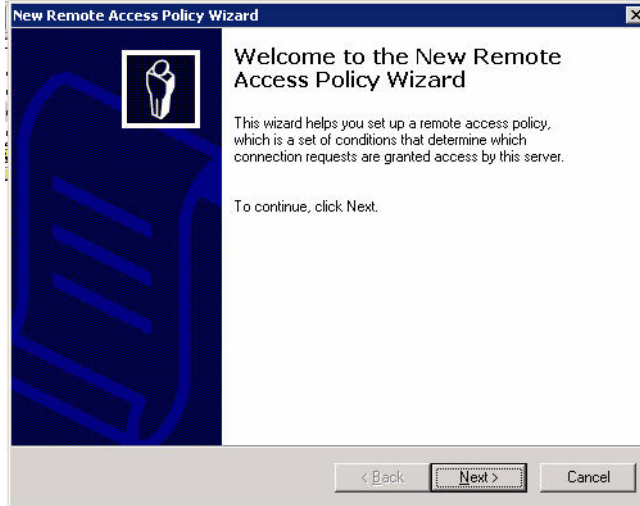 New Remote Access Policy Wizard
Welcome to the New Remote
Access Policy Wizard
This wizard helps you set up a remote access policy,
which is a set of conditions that determine which
connection requests are granted access by this server.
To continue, click Next.
< Back
Next >
Cancel